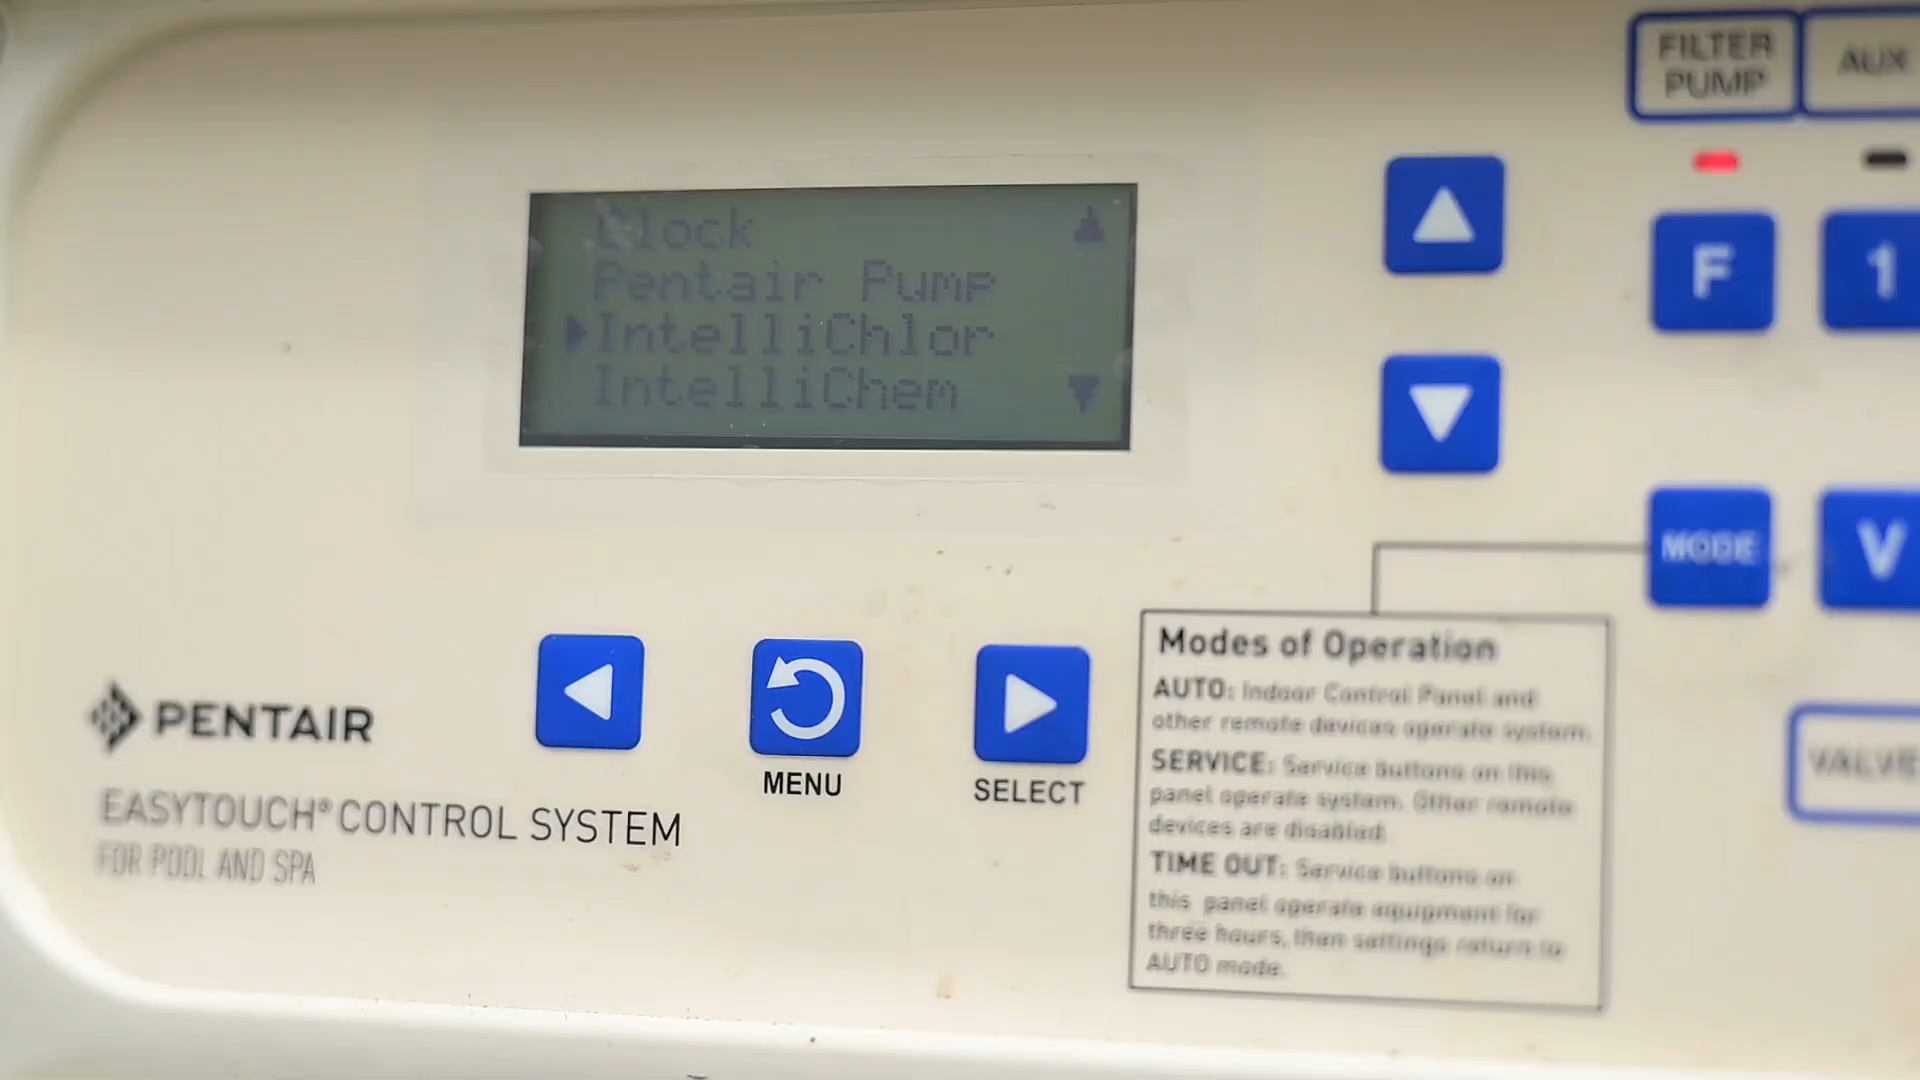 FILTER
PUMP
AUX
Clock
Pentair Pump
IntelliChlor
IntelliChem
F
1
MODE
V
PENTAIR
EASYTOUCH® CONTROL SYSTEM
FOR POOL AND SPA
MENU
SELECT
Modes of Operation
AUTO: Indoor Control Panel and
other remote devices operate system.
SERVICE: Service buttons on this
panel operate system. Other remote
devices are disabled.
TIME OUT: Service buttons on
this panel operate equipment for
three hours, then settings return to
AUTO mode.
VALVE